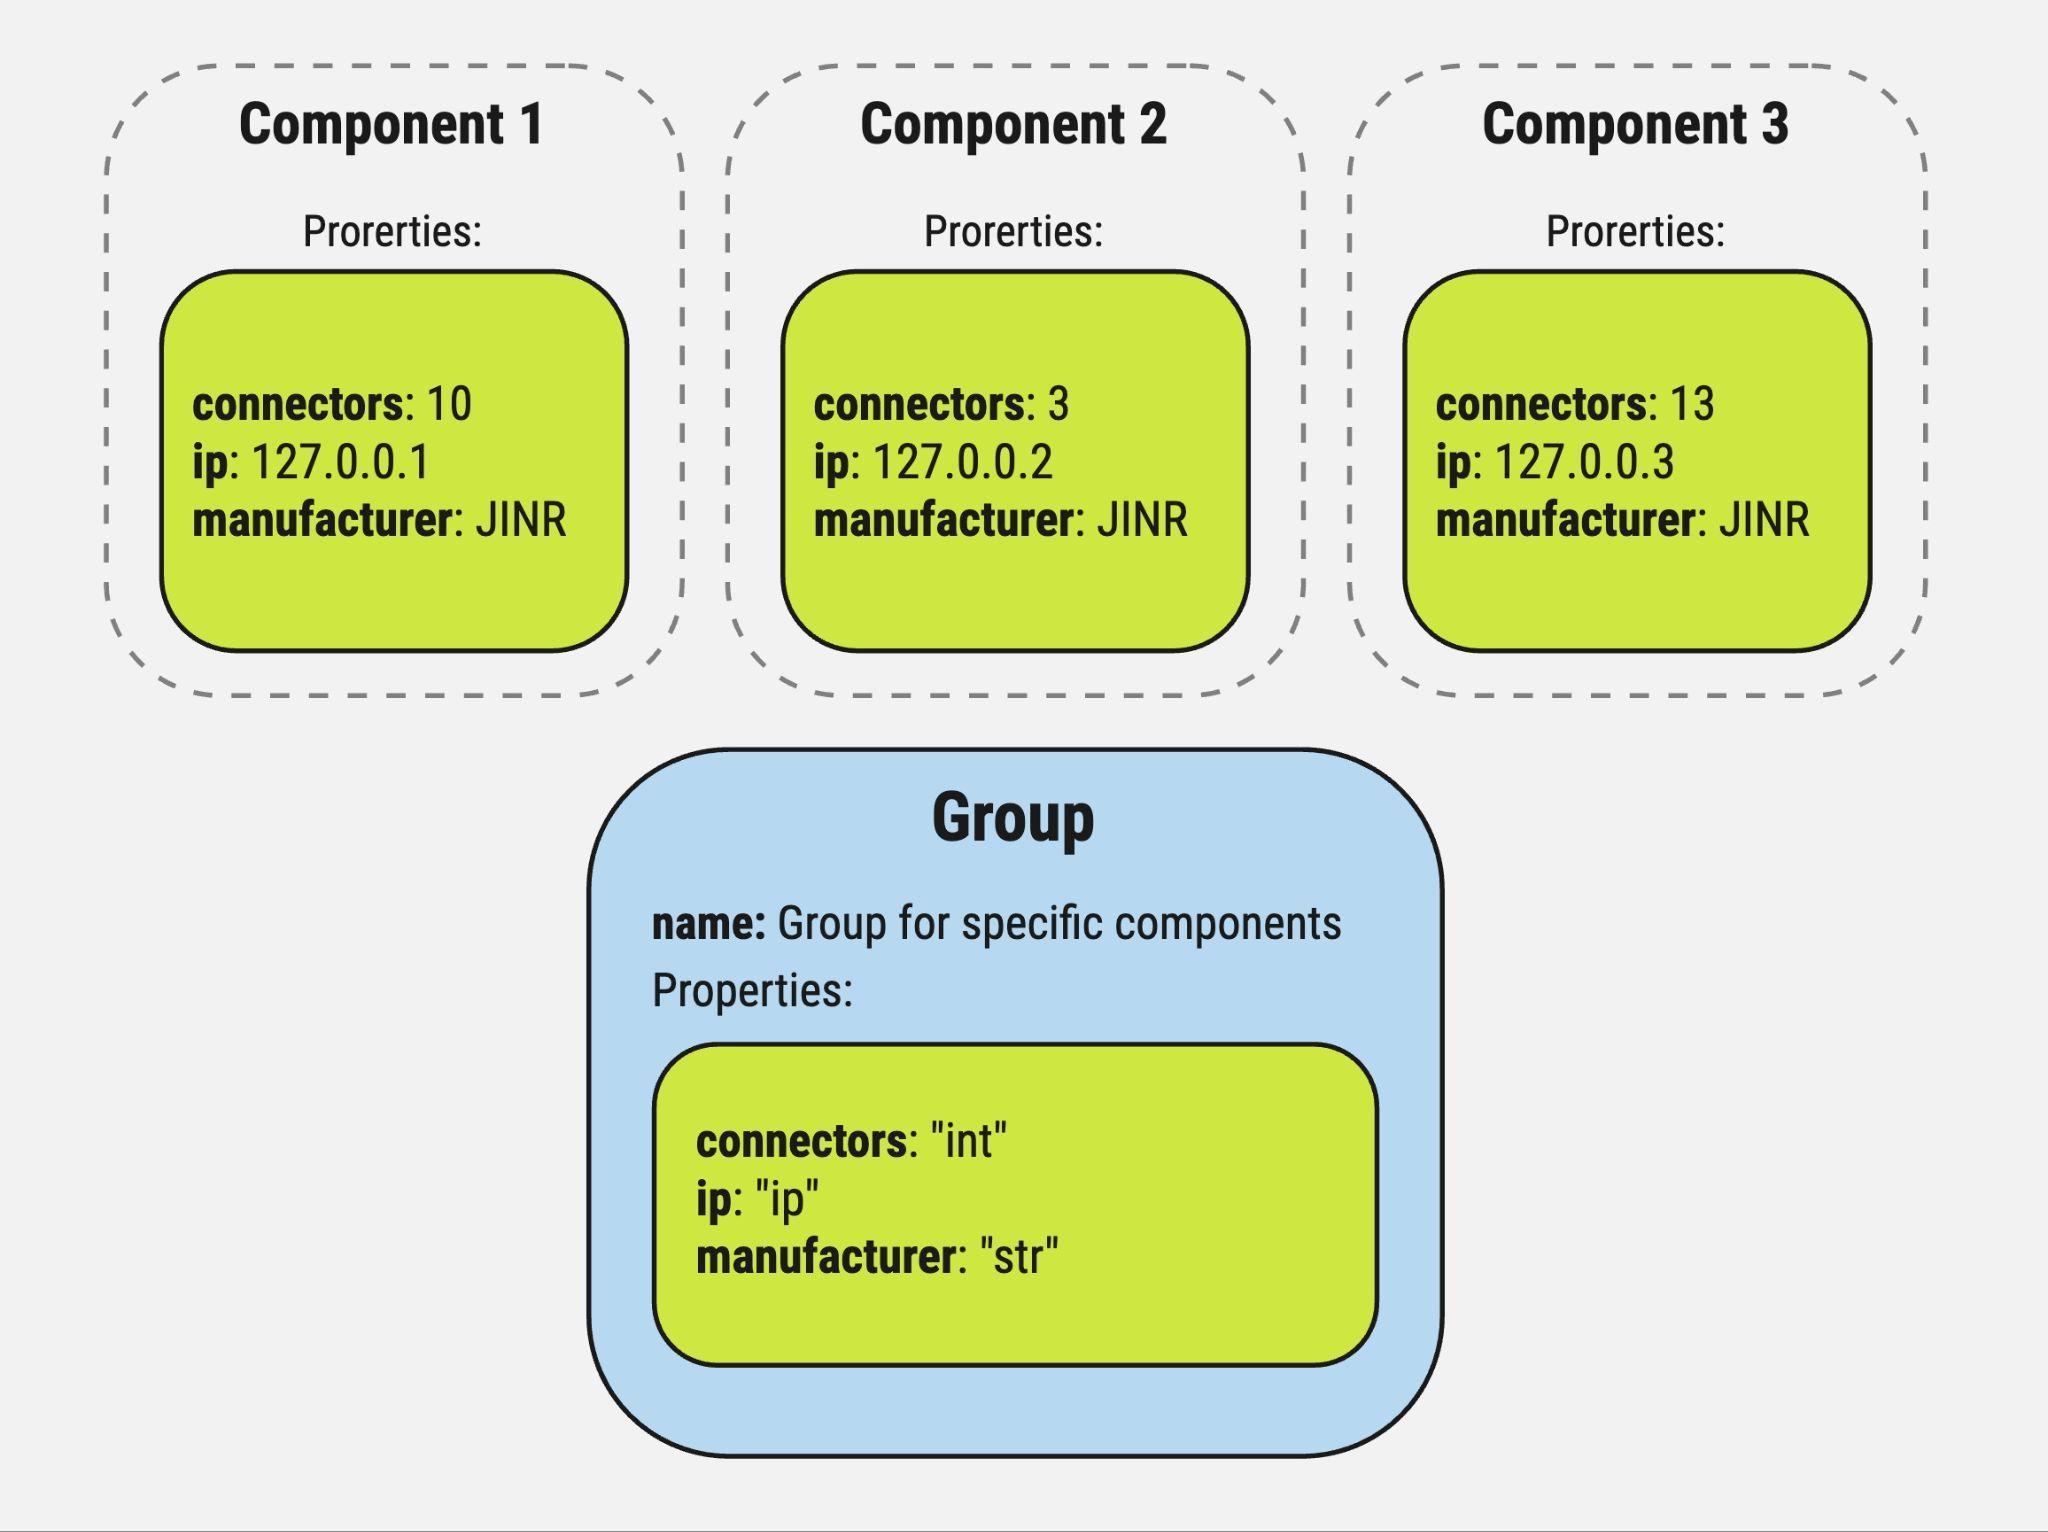 Component 1
Prorerties:
connectors: 10
ip: 127.0.0.1
manufacturer: JINR
Component 2
Prorerties:
connectors: 3
ip: 127.0.0.2
manufacturer: JINR
Component 3
Prorerties:
connectors: 13
ip: 127.0.0.3
manufacturer: JINR
Group
name: Group for specific components
Properties:
connectors: "int"
ip: "ip"
manufacturer: "str"